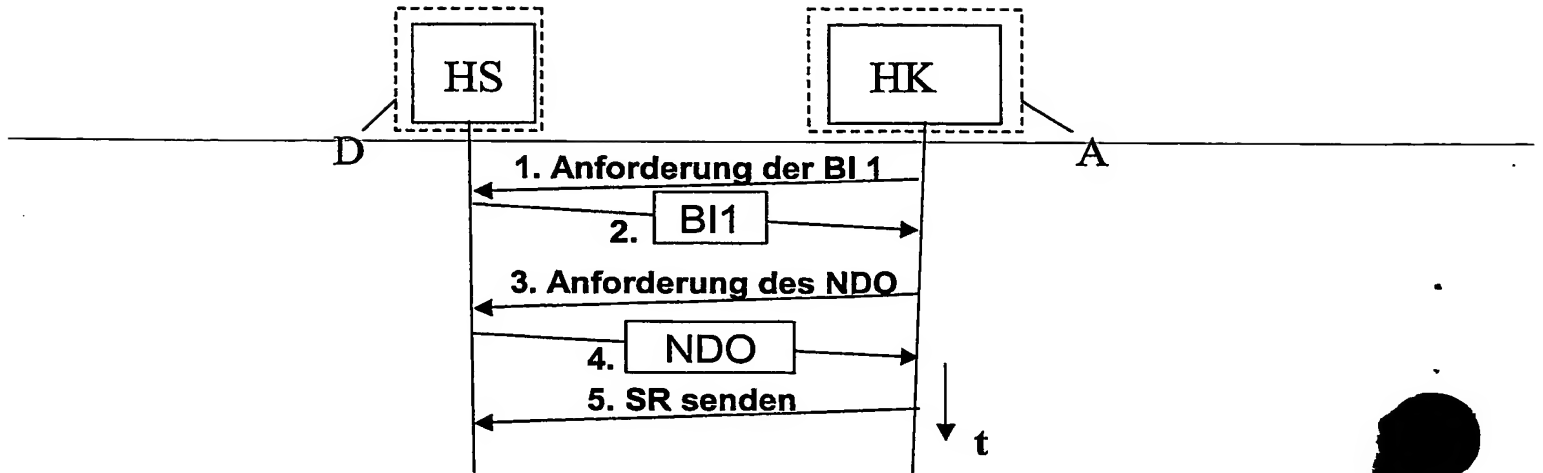 HS
HK
D
A
1. Anforderung der BI 1
2. BI1
3. Anforderung des NDO
4. NDO
5. SR senden
t